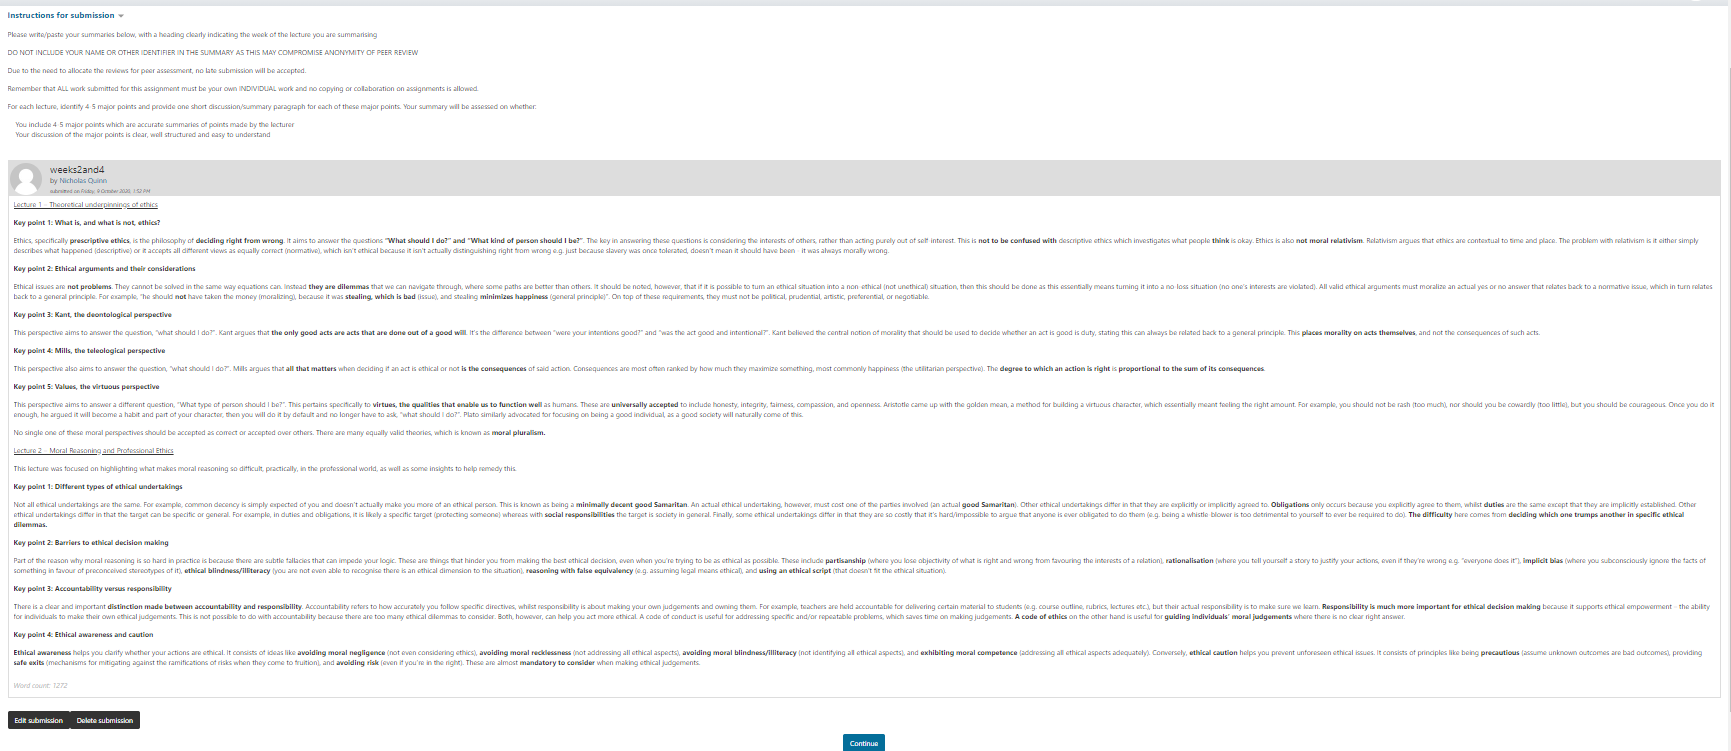 Instructions for submission
Please write/paste your summaries below, with a heading clearly indicating the week of the lecture you are summarising
DO NOT INCLUDE YOUR NAME OR OTHER IDENTIFIER IN THE SUMMARY AS THIS MAY COMPROMISE ANONYMITY OF PEER REVIEW
Due to the need to allocate the reviews for peer assessment, no late submission will be accepted.
Remember that ALL work submitted for this assignment must be your own INDIVIDUAL work and no copying or collaboration on assignments is allowed.
For each lecture, identify 4-5 major points and provide one short discussion/summary paragraph for each of these major points. Your summary will be assessed on whether:
You include 4-5 major points which are accurate summaries of points made by the lecturer
Your discussion of the major points is clear, well structured and easy to understand
weeks2and4
by Nicholas Quinn
submitted on Friday, 9 October 2020, 1:52 PM
Lecture 1 – Theoretical underpinnings of ethics
Key point 1: What is, and what is not, ethics?
Ethics, specifically prescriptive ethics, is the philosophy of deciding right from wrong. It aims to answer the questions "What should I do?" and "What kind of person should I be?". The key in answering these questions is considering the interests of others, rather than acting purely out of self interest. This is not to be confused with descriptive ethics which investigates what people think is okay. Ethics is also not moral relativism. Relativism argues that ethics are contextual to time and place. The problem with relativism is it either simply
describes what happened (descriptive) or it accepts all different views as equally correct (normative), which isn't ethical because it isn't actually distinguishing right from wrong e.g. just because slavery was once tolerated, doesn't mean it should have been – it was always morally wrong.
Key point 2: Ethical arguments and their considerations
Ethical issues are not problems. They cannot be solved in the same way equations can. Instead they are dilemmas that we can navigate through, where some paths are better than others. It should be noted, however, that if it is possible to turn an ethical situation into a non-ethical (not unethical) situation, then this should be done as this essentially means turning it into a no loss situation (no one's interests are violated). All valid ethical arguments must moralize an actual yes or no answer that relates back to a normative issue, which in turn relates
back to a general principle. For example, "he should not have taken the money (moralizing), because it was stealing, which is bad (issue), and stealing minimizes happiness (general principle)". On top of these requirements, they must not be political, prudential, artistic, preferential, or negotiable.
Key point 3: Kant, the deontological perspective
This perspective aims to answer the question, "what should I do?". Kant argues that the only good acts are acts that are done out of a good will. It's the difference between "were your intentions good?" and "was the act good and intentional?". Kant believed the central notion of morality that should be used to decide whether an act is good is duty, stating this can always be related back to a general principle. This places morality on acts themselves, and not the consequences of such acts.
Key point 4: Mills, the teleological perspective
This perspective also aims to answer the question, "what should I do?". Mills argues that all that matters when deciding if an act is ethical or not is the consequences of said action. Consequences are most often ranked by how much they maximize something, most commonly happiness (the utilitarian perspective). The degree to which an action is right is proportional to the sum of its consequences.
Key point 5: Values, the virtuous perspective
This perspective aims to answer a different question, "What type of person should I be?". This pertains specifically to virtues, the qualities that enable us to function well as humans. These are universally accepted to include honesty, integrity, fairness, compassion, and openness. Aristotle came up with the golden mean, a method for building a virtuous character, which essentially meant feeling the right amount. For example, you should not be rash (too much), nor should you be cowardly (too little), but you should be courageous. Once you do it
enough, he argued it will become a habit and part of your character, then you will do it by default and no longer have to ask, "what should I do?". Plato similarly advocated for focusing on being a good individual, as a good society will naturally come of this.
No single one of these moral perspectives should be accepted as correct or accepted over others. There are many equally valid theories, which is known as moral pluralism.
Lecture 2 – Moral Reasoning and Professional Ethics
This lecture was focused on highlighting what makes moral reasoning so difficult, practically, in the professional world, as well as some insights to help remedy this.
Key point 1: Different types of ethical undertakings
Not all ethical undertakings are the same. For example, common decency is simply expected of you and doesn't actually make you more of an ethical person. This is known as being a minimally decent good Samaritan. An actual ethical undertaking, however, must cost one of the parties involved (an actual good Samaritan). Other ethical undertakings differ in that they are explicitly or implicitly agreed to. Obligations only occurs because you explicitly agree to them, whilst duties are the same except that they are implicitly established. Other
ethical undertakings differ in that the target can be specific or general. For example, in duties and obligations, it is likely a specific target (protecting someone) whereas with social responsibilities the target is society in general. Finally, some ethical undertakings differ in that they are so costly that it's hard/impossible to argue that anyone is ever obligated to do them (e.g. being a whistle-blower is too detrimental to yourself to ever be required to do). The difficulty here comes from deciding which one trumps another in specific ethical
dilemmas.
Key point 2: Barriers to ethical decision making
Part of the reason why moral reasoning is so hard in practice is because there are subtle fallacies that can impede your logic. These are things that hinder you from making the best ethical decision, even when you're trying to be as ethical as possible. These include partisanship (where you lose objectivity of what is right and wrong from favouring the interests of a relation), rationalisation (where you tell yourself a story to justify your actions, even if they're wrong e.g. "everyone does it"), implicit bias (where you subconsciously ignore the facts of
something in favour of preconceived stereotypes of it), ethical blindness/illiteracy (you are not even able to recognise there is an ethical dimension to the situation), reasoning with false equivalency (e.g. assuming legal means ethical), and using an ethical script (that doesn't fit the ethical situation).
Key point 3: Accountability versus responsibility
There is a clear and important distinction made between accountability and responsibility. Accountability refers to how accurately you follow specific directives, whilst responsibility is about making your own judgements and owning them. For example, teachers are held accountable for delivering certain material to students (e.g. course outline, rubrics, lectures etc.), but their actual responsibility is to make sure we learn. Responsibility is much more important for ethical decision making because it supports ethical empowerment – the ability
for individuals to make their own ethical judgements. This is not possible to do with accountability because there are too many ethical dilemmas to consider. Both, however, can help you act more ethical. A code of conduct is useful for addressing specific and/or repeatable problems, which saves time on making judgements. A code of ethics on the other hand is useful for guiding individuals' moral judgements where there is no clear right answer.
Key point 4: Ethical awareness and caution
Ethical awareness helps you clarify whether your actions are ethical. It consists of ideas like avoiding moral negligence (not even considering ethics), avoiding moral recklessness (not addressing all ethical aspects), avoiding moral blindness/illiteracy (not identifying all ethical aspects), and exhibiting moral competence (addressing all ethical aspects adequately). Conversely, ethical caution helps you prevent unforeseen ethical issues. It consists of principles like being precautious (assume unknown outcomes are bad outcomes), providing
safe exits (mechanisms for mitigating against the ramifications of risks when they come to fruition), and avoiding risk (even if you're in the right). These are almost mandatory to consider when making ethical judgements.
Word count: 1272
Edit submission
Delete submission
Continue